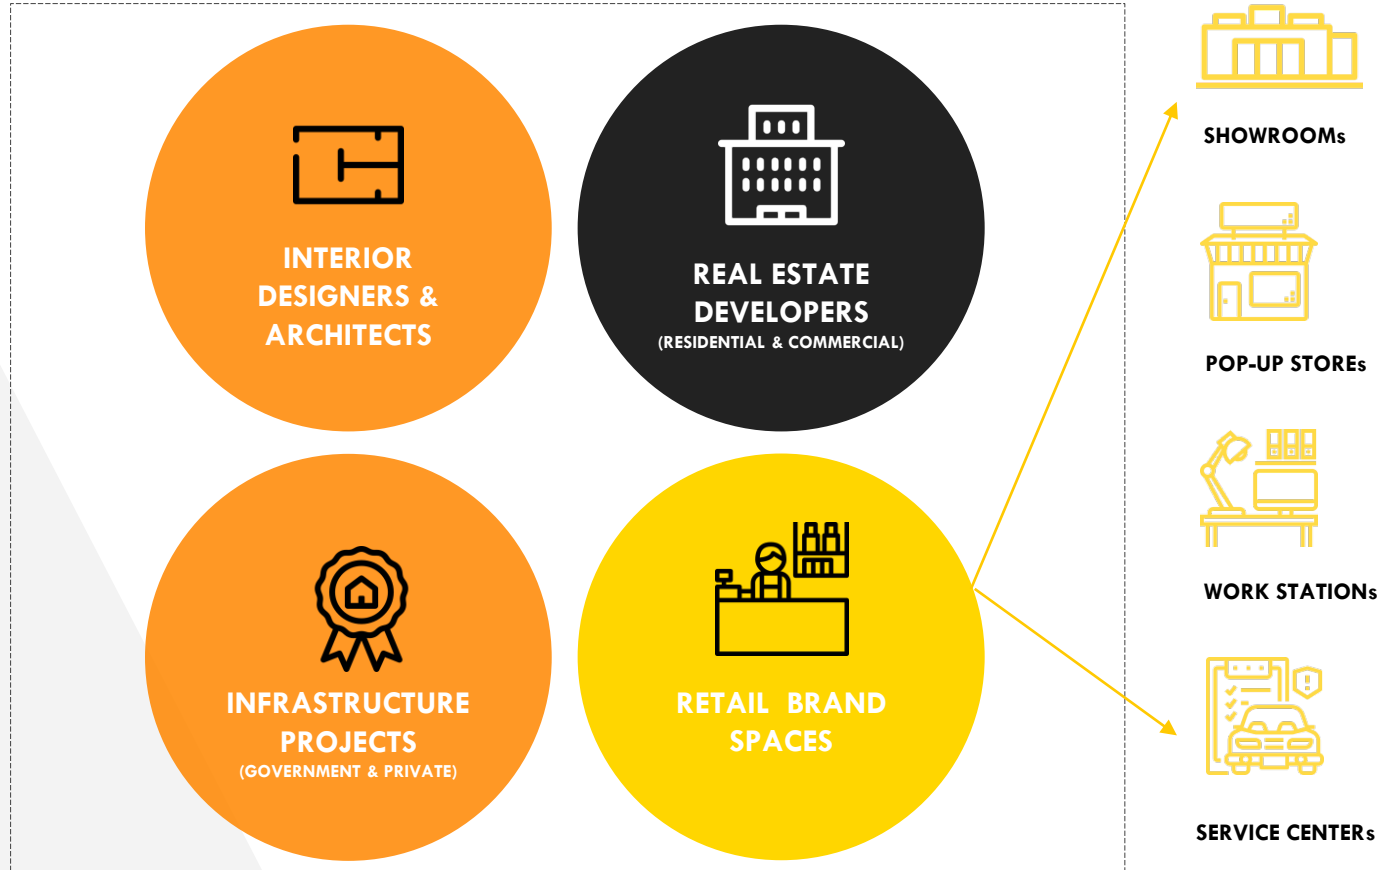 INTERIOR
DESIGNERS &
ARCHITECTS
REAL ESTATE
DEVELOPERS
(RESIDENTIAL & COMMERCIAL)
INFRASTRUCTURE
PROJECTS
(GOVERNMENT & PRIVATE)
RETAIL BRAND
SPACES
SHOWROOMs
POP-UP STOREs
WORK STATIONs
SERVICE CENTERs